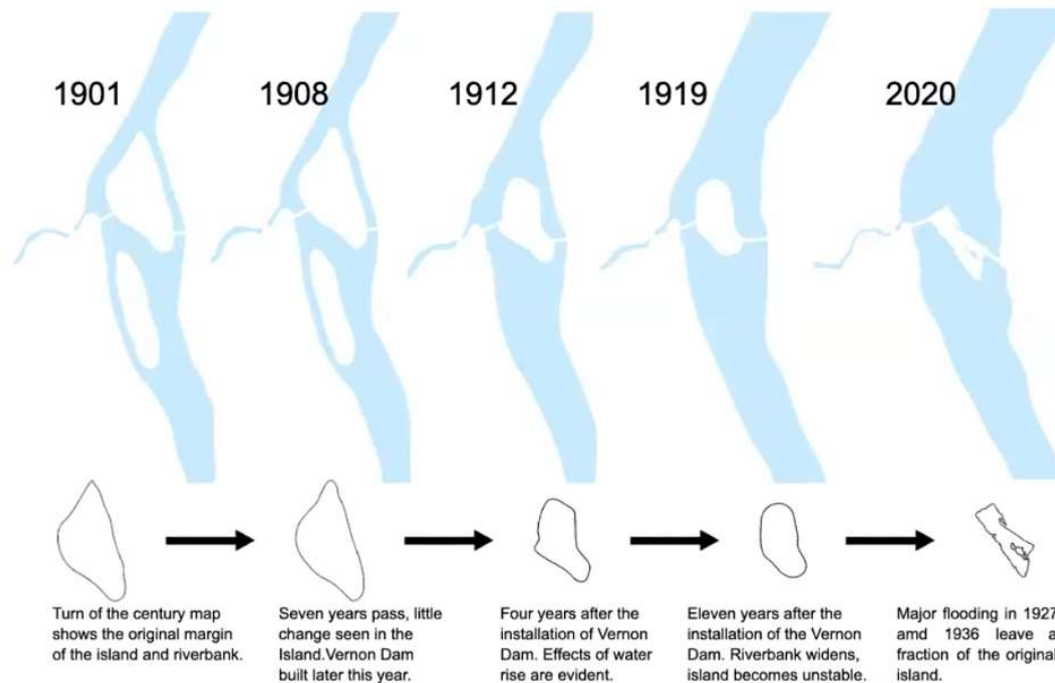 1901
1908
1912
1919
2020
Turn of the century map
shows the original margin
of the island and riverbank.
Seven years pass, little
change seen in the
Island.Vernon Dam
built later this year.
Four years after the
installation of Vernon
Dam. Effects of water
rise are evident.
Eleven years after the
installation of the Vernon
Dam. Riverbank widens,
island becomes unstable.
Major flooding in 1927
amd 1936 leave a
fraction of the original
island.